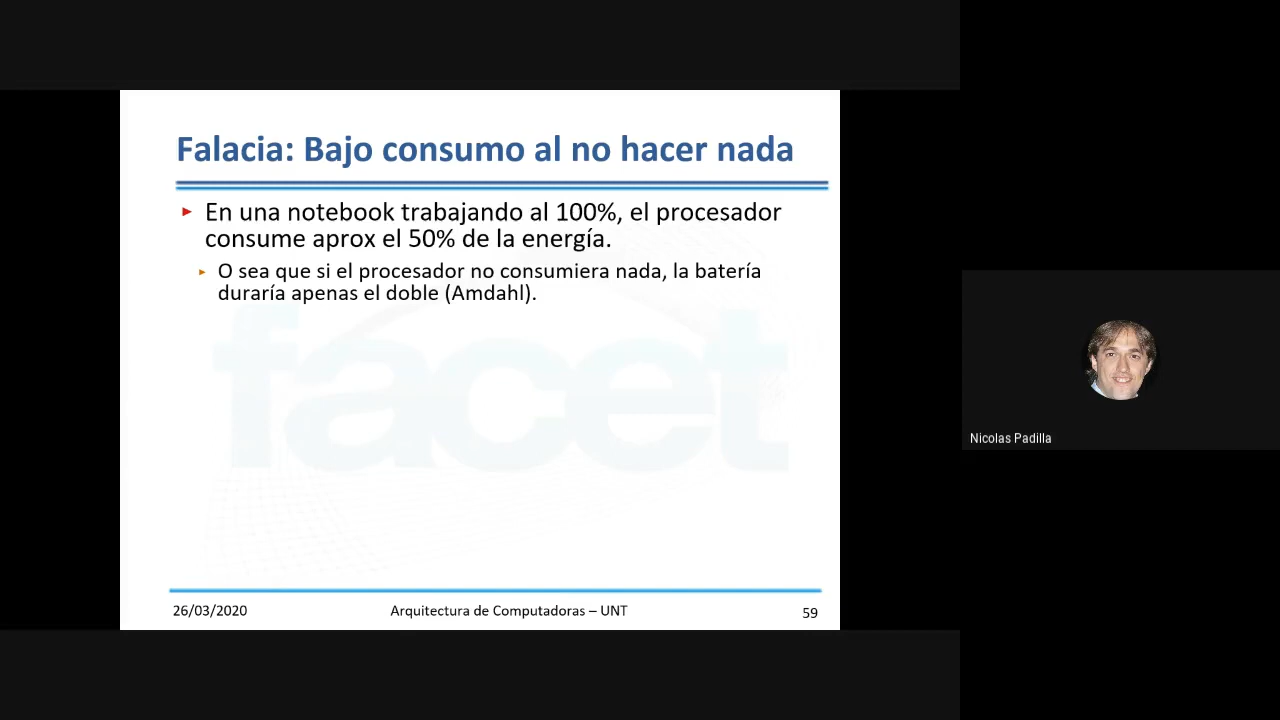 Falacia: Bajo consumo al no hacer nada
En una notebook trabajando al 100%, el procesador
consume aprox el 50% de la energía.
O sea que si el procesador no consumiera nada, la batería
duraría apenas el doble (Amdahl).
facet
26/03/2020
Arquitectura de Computadoras – UNT
59
Nicolas Padilla